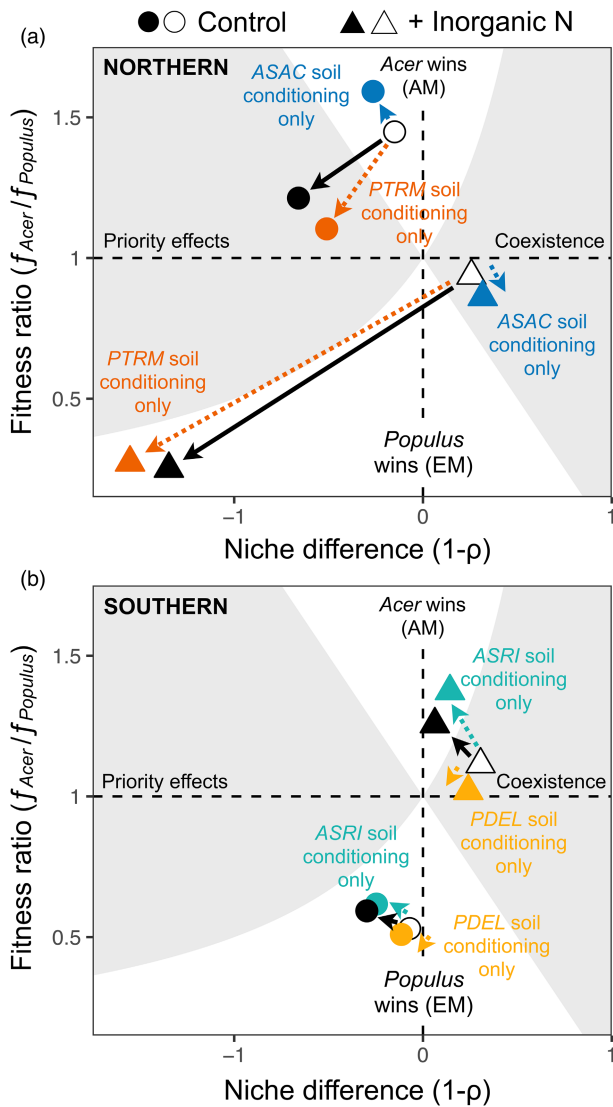 Control
+ Inorganic N
(a)
NORTHERN
ASAC soil
conditioning
only
Acer wins
(AM)
PTRM soil
conditioning
only
Priority effects
Coexistence
ASAC soil
conditioning
only
PTRM soil
conditioning
only
Populus
wins (EM)
1.5
1
0.5
Fitness ratio (fAcer/fPopulus)
−1
0
1
Niche difference (1-ρ)
(b)
SOUTHERN
Acer wins
(AM)
ASRI soil
conditioning
only
Priority effects
Coexistence
PDEL soil
conditioning
only
ASRI soil
conditioning
only
PDEL soil
conditioning
only
Populus
wins (EM)
1.5
1
0.5
Fitness ratio (fAcer/fPopulus)
−1
0
1
Niche difference (1-ρ)